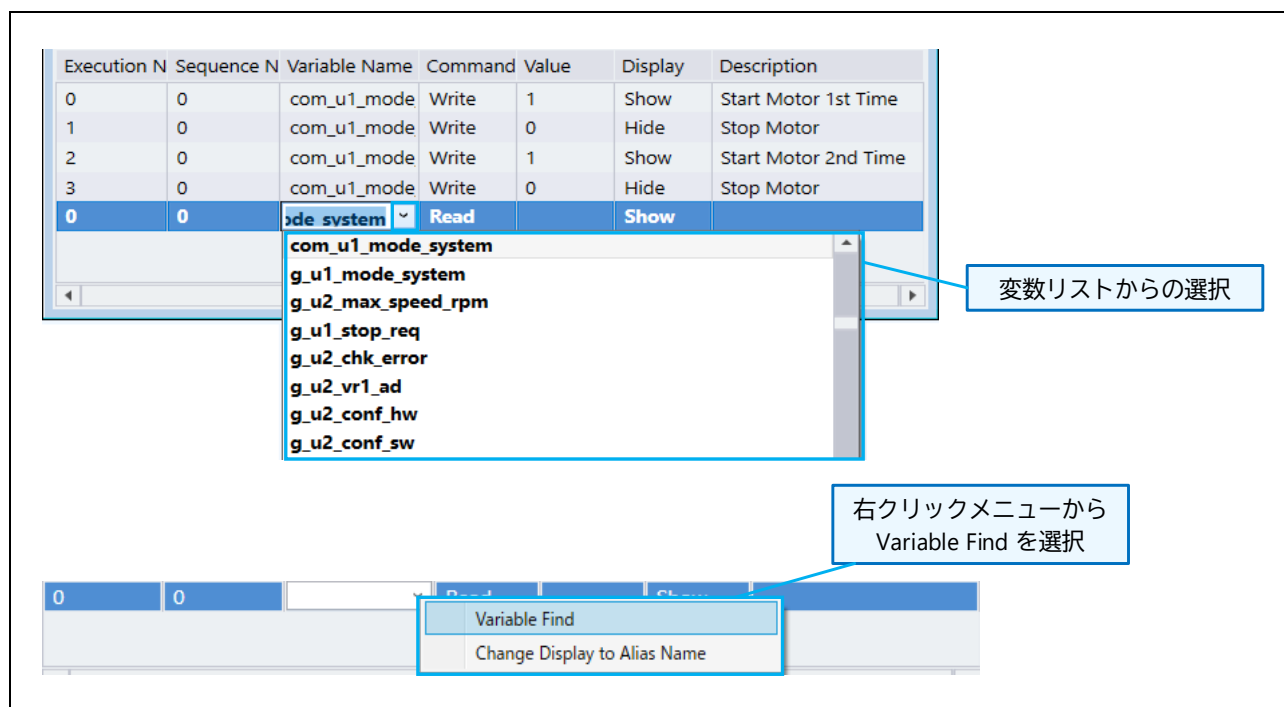 Execution N Sequence N Variable Name Command Value Display Description
0 0 com_u1_mode Write 1 Show Start Motor 1st Time
1 0 com_u1_mode Write 0 Hide Stop Motor
2 0 com_u1_mode Write 1 Show Start Motor 2nd Time
3 0 com_u1_mode Write 0 Hide Stop Motor
0 0 ode_system Read Show
com_u1_mode_system
g_u1_mode_system
g_u2_max_speed_rpm
g_u1_stop_req
g_u2_chk_error
g_u2_vr1_ad
g_u2_conf_hw
g_u2_conf_sw
変数リストからの選択
右クリックメニューから
Variable Find を選択
0 0 Read Show
Variable Find
Change Display to Alias Name